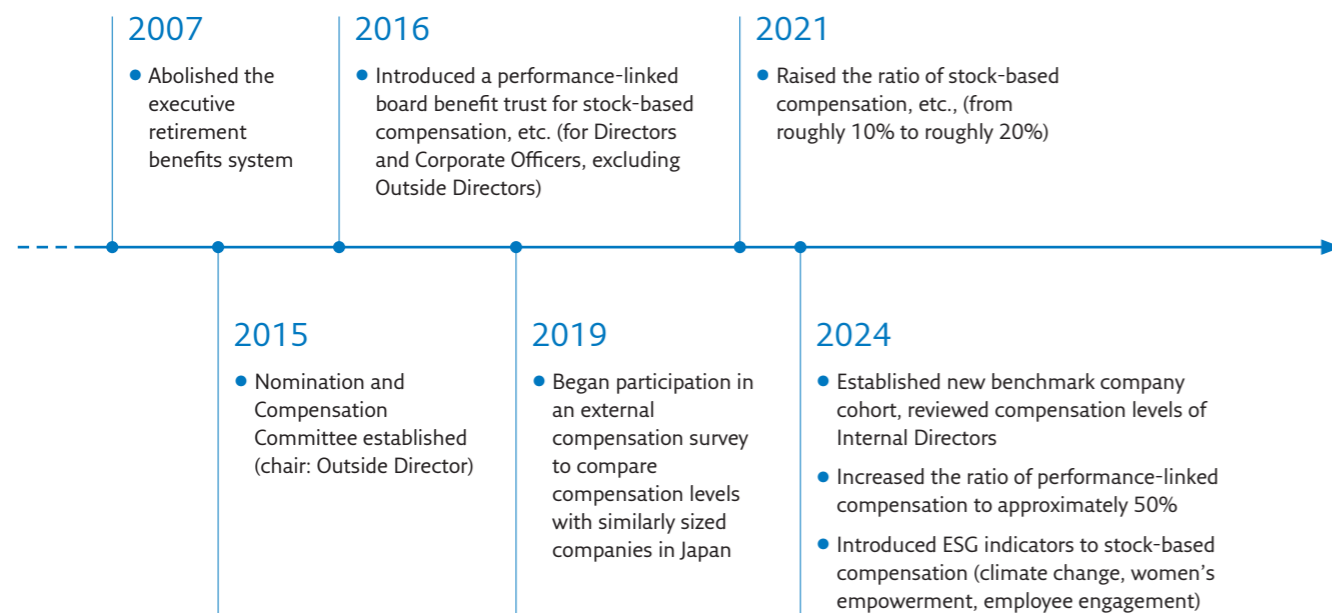 2007
• Abolished the
executive
retirement
benefits system
2016
• Introduced a performance-linked
board benefit trust for stock-based
compensation, etc. (for Directors
and Corporate Officers, excluding
Outside Directors)
2021
• Raised the ratio of stock-based
compensation, etc., (from
roughly 10% to roughly 20%)
2015
• Nomination and
Compensation
Committee established
(chair: Outside Director)
2019
• Began participation in
an external
compensation survey
to compare
compensation levels
with similarly sized
companies in Japan
2024
• Established new benchmark company
cohort, reviewed compensation levels of
Internal Directors
• Increased the ratio of performance-linked
compensation to approximately 50%
• Introduced ESG indicators to stock-based
compensation (climate change, women’s
empowerment, employee engagement)